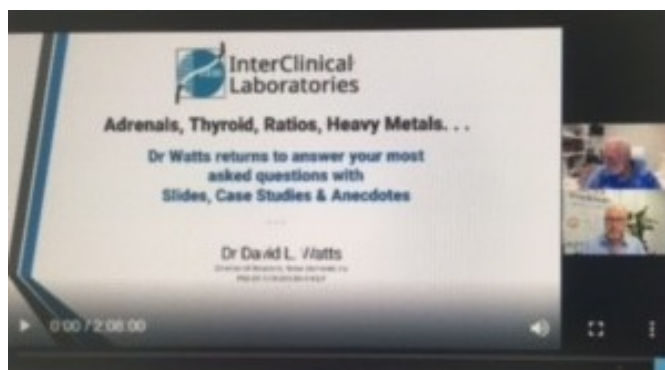 InterClinical
Laboratories
Adrenals, Thyroid, Ratios, Heavy Metals. . .
Dr Watts returns to answer your most
asked questions with
Slides, Case Studies & Anecdotes
Dr David L. Watts
0:00 / 2:08:00